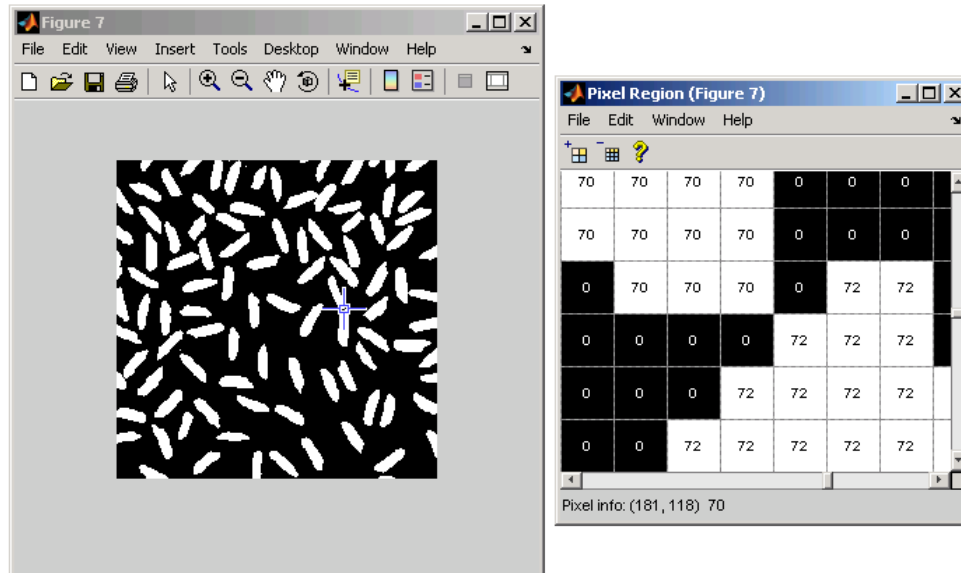 Figure 7
File Edit View Insert Tools Desktop Window Help
Pixel Region (Figure 7)
File Edit Window Help
70 70 70 70 0 0 0
70 70 70 70 0 0 0
0 70 70 70 0 72 72
0 0 0 0 72 72 72
0 0 0 72 72 72 72
0 0 72 72 72 72 72
Pixel info: (181, 118) 70